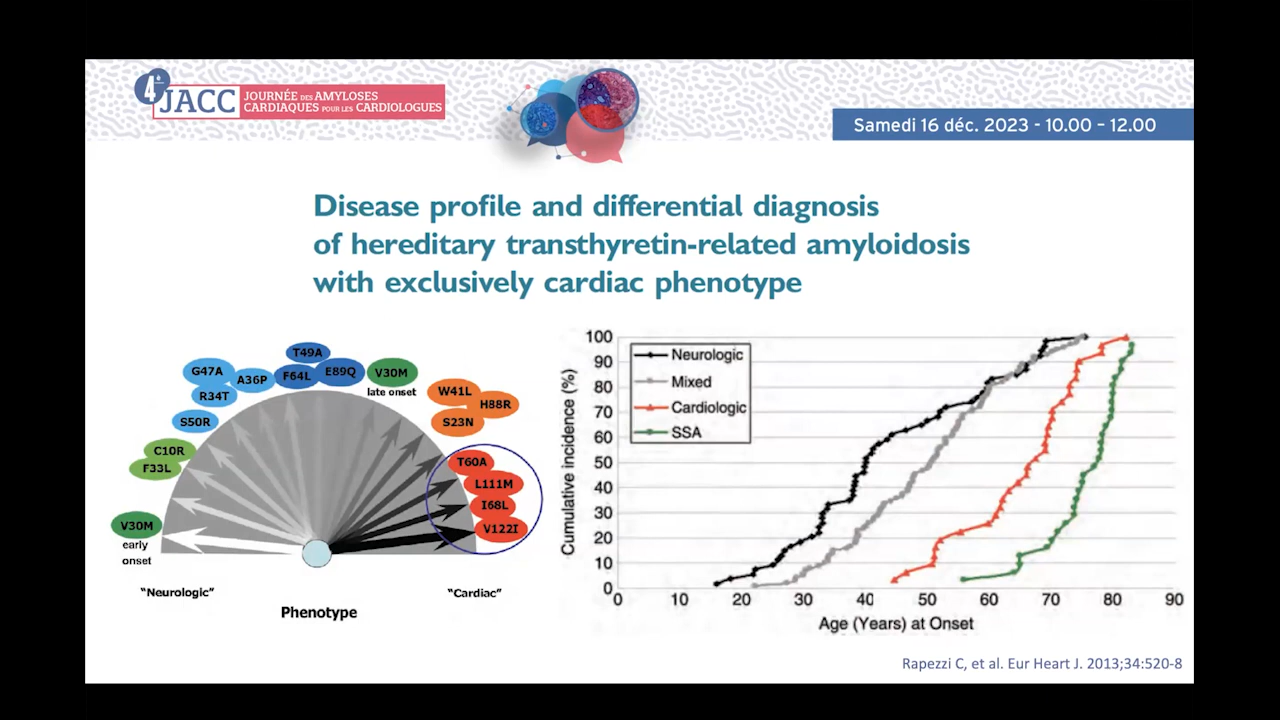 4e
JACC
JOURNÉE DES AMYLOSES
CARDIAQUES POUR LES CARDIOLOGUES
Samedi 16 déc. 2023 - 10.00 – 12.00
Disease profile and differential diagnosis
of hereditary transthyretin-related amyloidosis
with exclusively cardiac phenotype
T49A
G47A
A36P
F64L
E89Q
V30M
late onset
R34T
W41L
H88R
S50R
S23N
C10R
F33L
T60A
L111M
I68L
V30M
early
onset
V122I
"Neurologic"
"Cardiac"
Phenotype
Cumulative incidence (%)
100
90
80
70
60
50
40
30
20
10
0
Neurologic
Mixed
Cardiologic
SSA
0 10 20 30 40 50 60 70 80 90
Age (Years) at Onset
Rapezzi C, et al. Eur Heart J. 2013;34:520-8